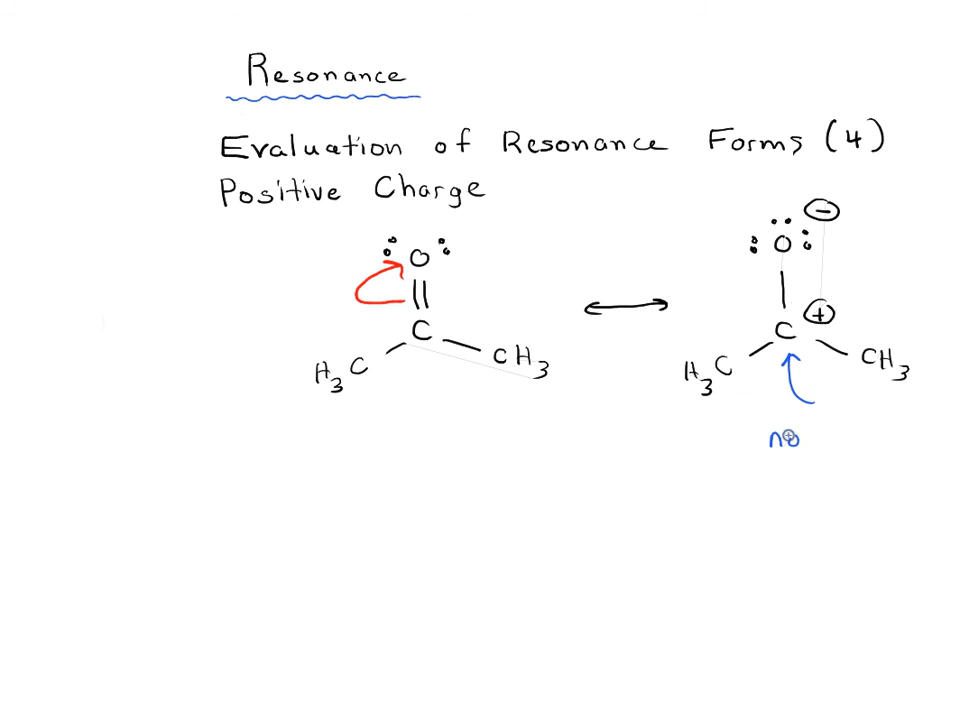 Resonance
Evaluation of Resonance Forms (4)
Positive Charge
O
C
H3C
CH3
O
−
+
C
H3C
CH3
no